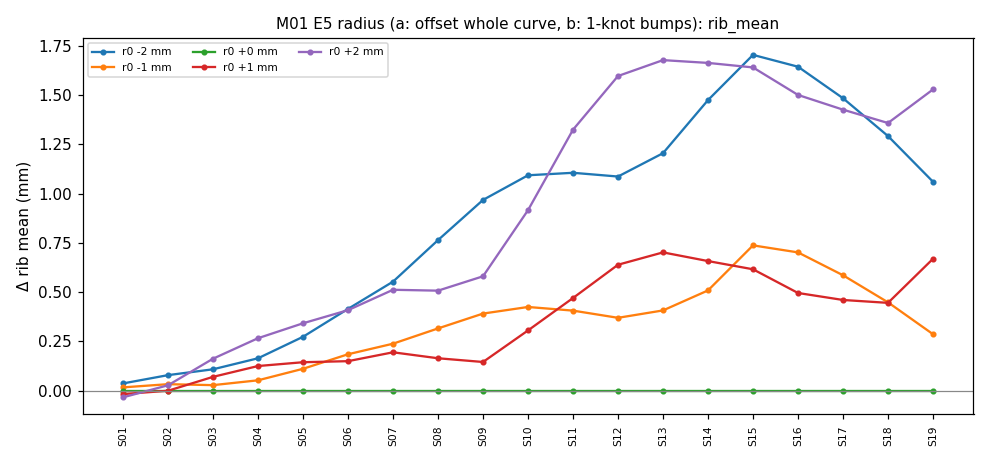 M01 E5 radius (a: offset whole curve, b: 1-knot bumps): rib_mean
r0 -2 mm
r0 -1 mm
r0 +0 mm
r0 +1 mm
r0 +2 mm
Δ rib mean (mm)
1.75
1.50
1.25
1.00
0.75
0.50
0.25
0.00
S01 S02 S03 S04 S05 S06 S07 S08 S09 S10 S11 S12 S13 S14 S15 S16 S17 S18 S19